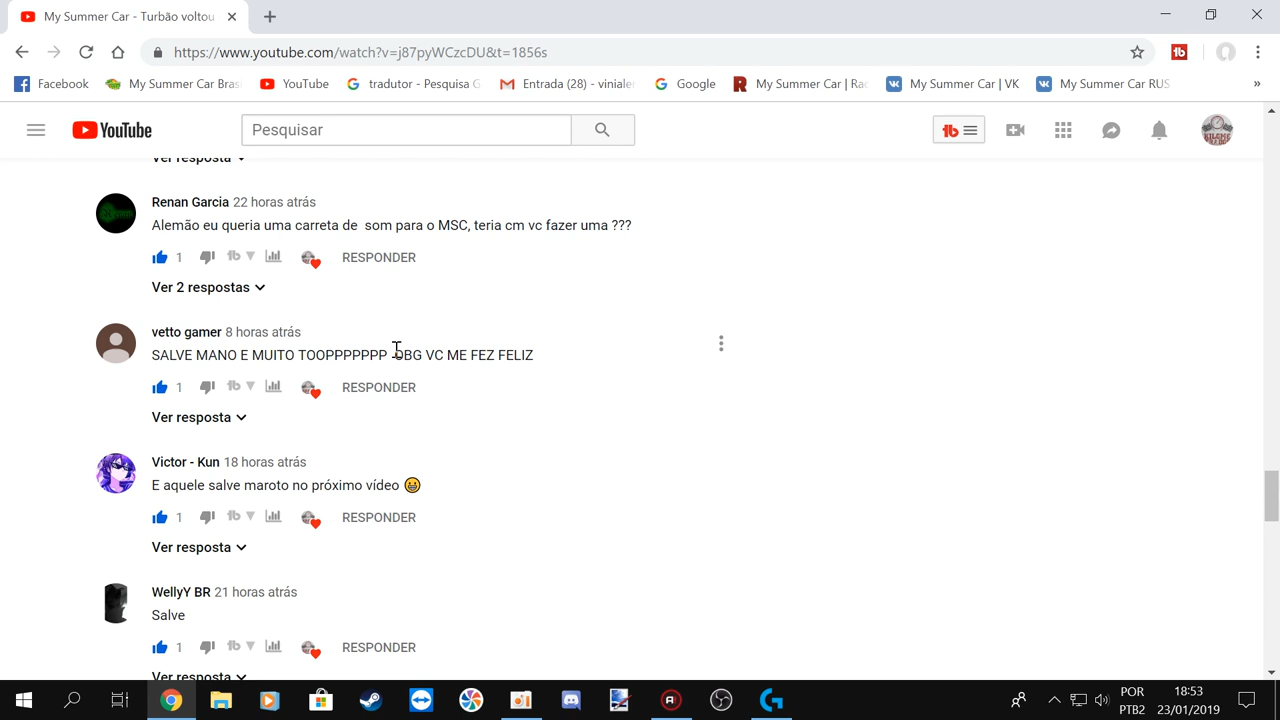 My Summer Car - Turbão voltou
https://www.youtube.com/watch?v=j87pyWCzcDU&t=1856s
Facebook My Summer Car Bras YouTube tradutor - Pesquisa G Entrada (28) - viniale Google My Summer Car | Rac My Summer Car | VK My Summer Car RUS »
YouTube Pesquisar
Ver resposta
Renan Garcia 22 horas atrás
Alemão eu queria uma carreta de som para o MSC, teria cm vc fazer uma ???
1 RESPONDER
Ver 2 respostas
vetto gamer 8 horas atrás
SALVE MANO E MUITO TOOPPPPPPP OBG VC ME FEZ FELIZ
1 RESPONDER
Ver resposta
Victor - Kun 18 horas atrás
E aquele salve maroto no próximo vídeo 😀
1 RESPONDER
Ver resposta
WellyY BR 21 horas atrás
Salve
1 RESPONDER
Ver resposta
POR 18:53
PTB2 23/01/2019